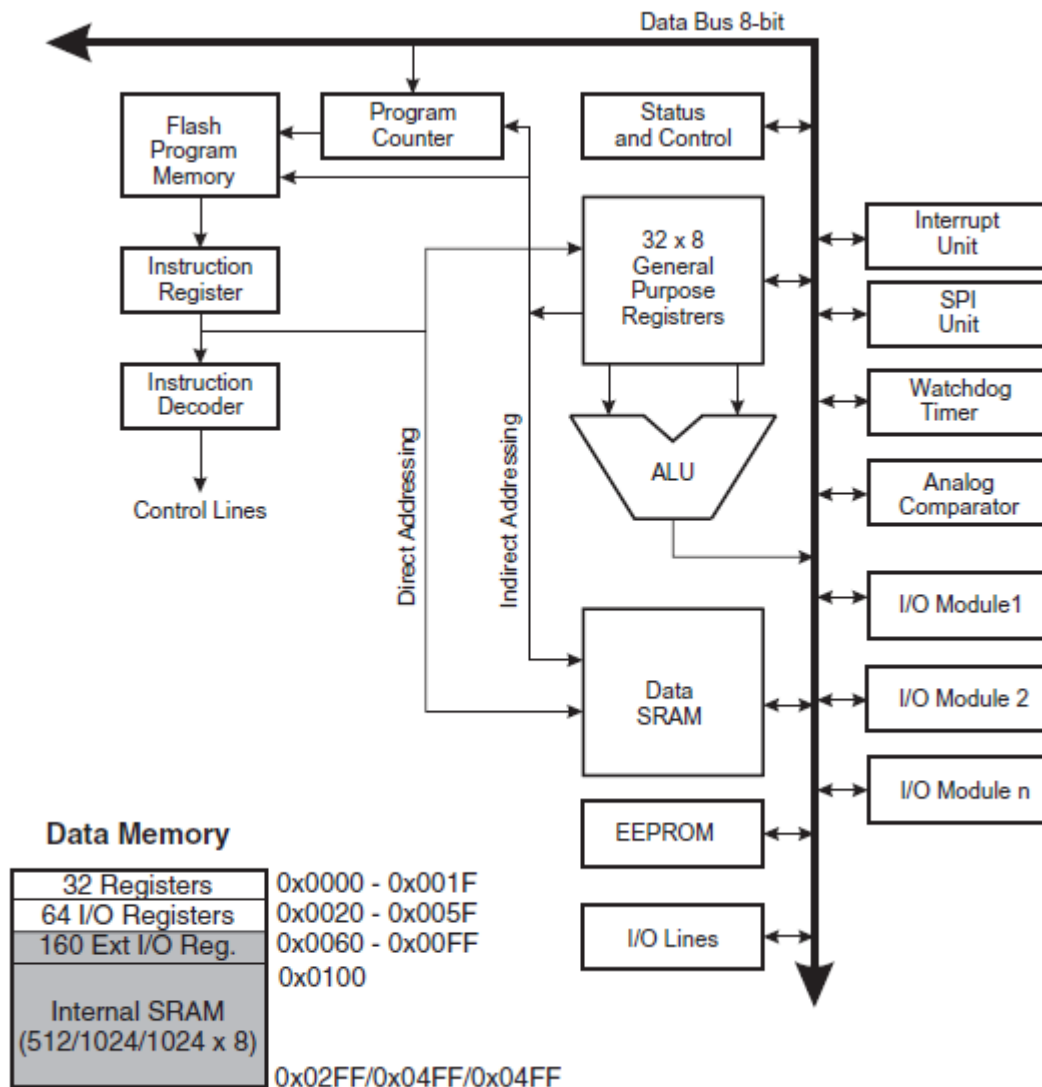 Data Bus 8-bit
Flash
Program
Memory
Program
Counter
Status
and Control
Instruction
Register
32 x 8
General
Purpose
Registrers
Interrupt
Unit
SPI
Unit
Instruction
Decoder
Watchdog
Timer
Control Lines
Direct Addressing
Indirect Addressing
ALU
Analog
Comparator
I/O Module1
Data
SRAM
I/O Module 2
I/O Module n
EEPROM
I/O Lines
Data Memory
32 Registers 0x0000 - 0x001F
64 I/O Registers 0x0020 - 0x005F
160 Ext I/O Reg. 0x0060 - 0x00FF
0x0100
Internal SRAM
(512/1024/1024 x 8)
0x02FF/0x04FF/0x04FF